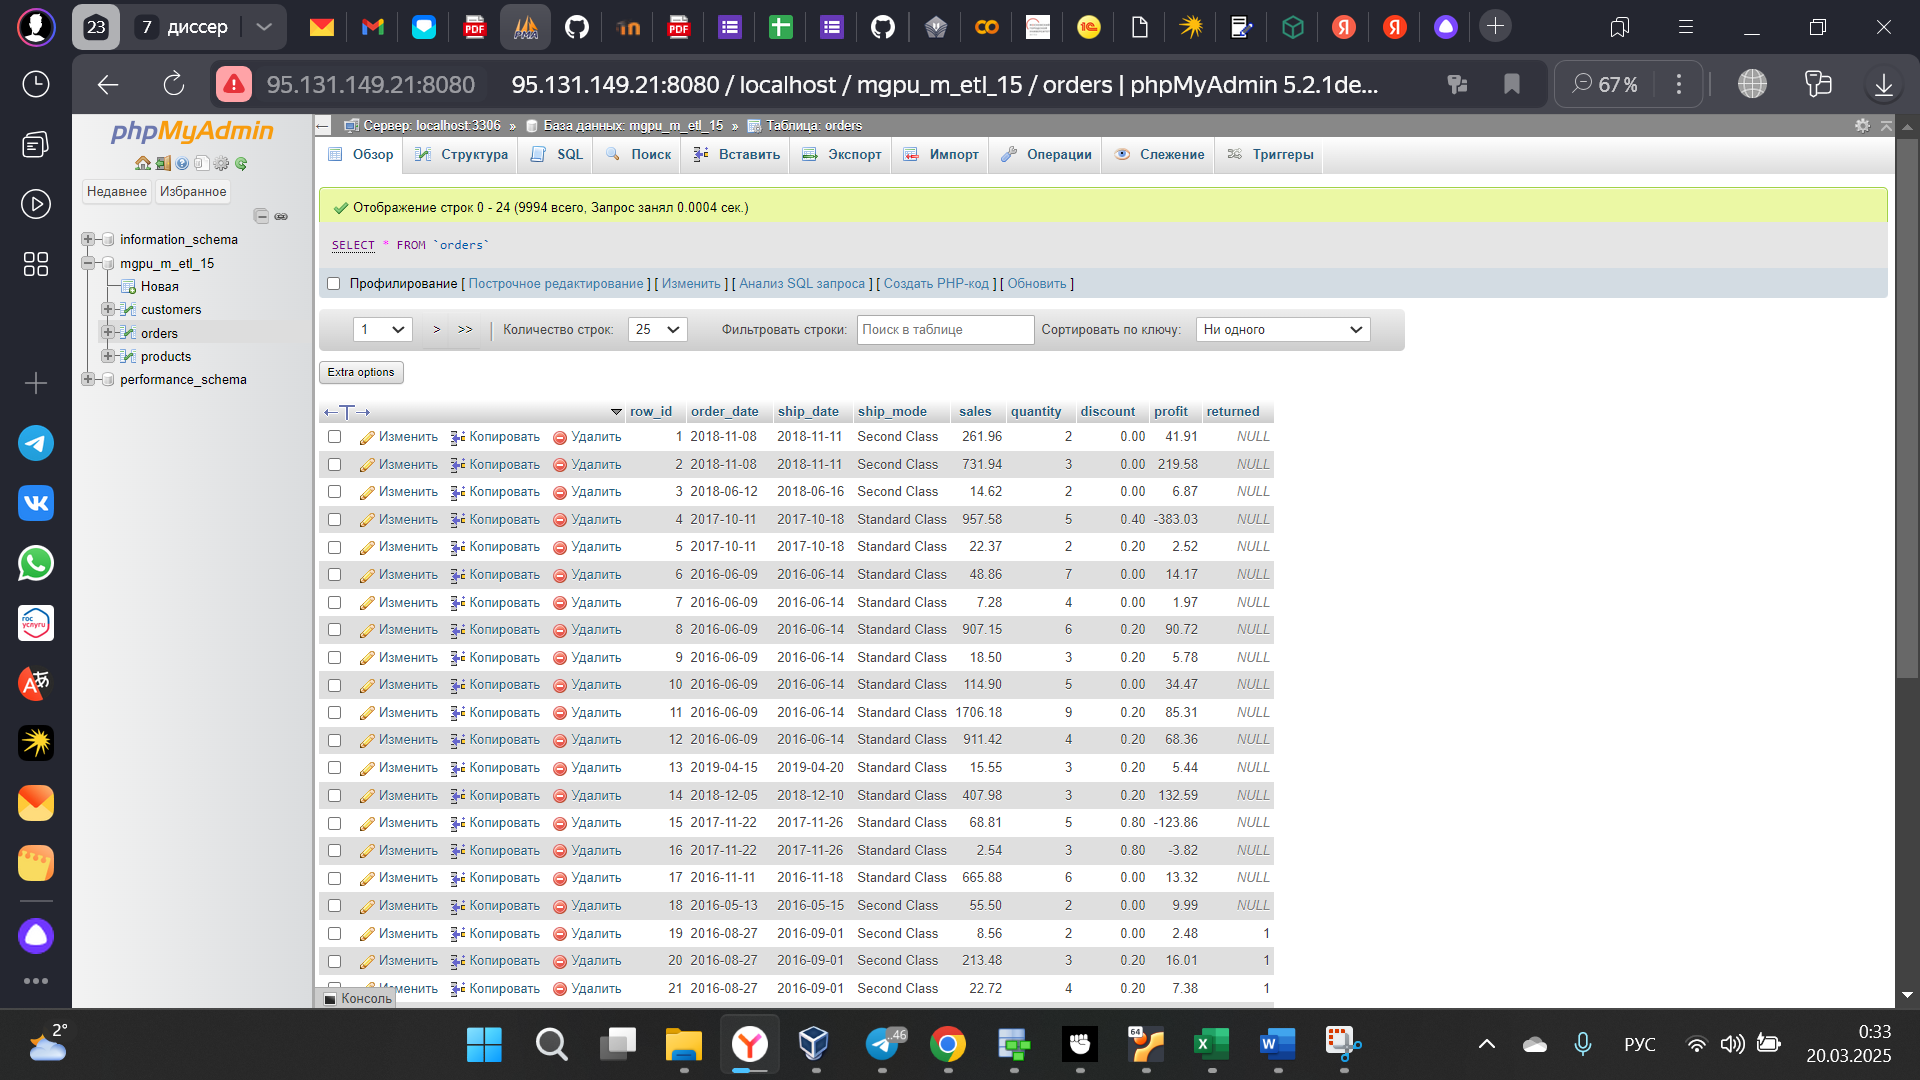 23
7 диссер
95.131.149.21:8080
95.131.149.21:8080 / localhost / mgpu_m_etl_15 / orders | phpMyAdmin 5.2.1de...
67 %
phpMyAdmin
Недавнее Избранное
information_schema
mgpu_m_etl_15
Новая
customers
orders
products
performance_schema
Сервер: localhost:3306 » База данных: mgpu_m_etl_15 » Таблица: orders
Обзор Структура SQL Поиск Вставить Экспорт Импорт Операции Слежение Триггеры
Отображение строк 0 - 24 (9994 всего, Запрос занял 0.0004 сек.)
SELECT * FROM `orders`
Профилирование [ Построчное редактирование ] [ Изменить ] [ Анализ SQL запроса ] [ Создать PHP-код ] [ Обновить ]
1 > >> | Количество строк: 25 Фильтровать строки: Поиск в таблице Сортировать по ключу: Ни одного
Extra options
←T→ row_id order_date ship_date ship_mode sales quantity discount profit returned
Изменить Копировать Удалить 1 2018-11-08 2018-11-11 Second Class 261.96 2 0.00 41.91 NULL
Изменить Копировать Удалить 2 2018-11-08 2018-11-11 Second Class 731.94 3 0.00 219.58 NULL
Изменить Копировать Удалить 3 2018-06-12 2018-06-16 Second Class 14.62 2 0.00 6.87 NULL
Изменить Копировать Удалить 4 2017-10-11 2017-10-18 Standard Class 957.58 5 0.40 -383.03 NULL
Изменить Копировать Удалить 5 2017-10-11 2017-10-18 Standard Class 22.37 2 0.20 2.52 NULL
Изменить Копировать Удалить 6 2016-06-09 2016-06-14 Standard Class 48.86 7 0.00 14.17 NULL
Изменить Копировать Удалить 7 2016-06-09 2016-06-14 Standard Class 7.28 4 0.00 1.97 NULL
Изменить Копировать Удалить 8 2016-06-09 2016-06-14 Standard Class 907.15 6 0.20 90.72 NULL
Изменить Копировать Удалить 9 2016-06-09 2016-06-14 Standard Class 18.50 3 0.20 5.78 NULL
Изменить Копировать Удалить 10 2016-06-09 2016-06-14 Standard Class 114.90 5 0.00 34.47 NULL
Изменить Копировать Удалить 11 2016-06-09 2016-06-14 Standard Class 1706.18 9 0.20 85.31 NULL
Изменить Копировать Удалить 12 2016-06-09 2016-06-14 Standard Class 911.42 4 0.20 68.36 NULL
Изменить Копировать Удалить 13 2019-04-15 2019-04-20 Standard Class 15.55 3 0.20 5.44 NULL
Изменить Копировать Удалить 14 2018-12-05 2018-12-10 Standard Class 407.98 3 0.20 132.59 NULL
Изменить Копировать Удалить 15 2017-11-22 2017-11-26 Standard Class 68.81 5 0.80 -123.86 NULL
Изменить Копировать Удалить 16 2017-11-22 2017-11-26 Standard Class 2.54 3 0.80 -3.82 NULL
Изменить Копировать Удалить 17 2016-11-11 2016-11-18 Standard Class 665.88 6 0.00 13.32 NULL
Изменить Копировать Удалить 18 2016-05-13 2016-05-15 Second Class 55.50 2 0.00 9.99 NULL
Изменить Копировать Удалить 19 2016-08-27 2016-09-01 Second Class 8.56 2 0.00 2.48 1
Изменить Копировать Удалить 20 2016-08-27 2016-09-01 Second Class 213.48 3 0.20 16.01 1
Изменить Копировать Удалить 21 2016-08-27 2016-09-01 Second Class 22.72 4 0.20 7.38 1
Консоль
2°
..46
64
РУС
0:33
20.03.2025